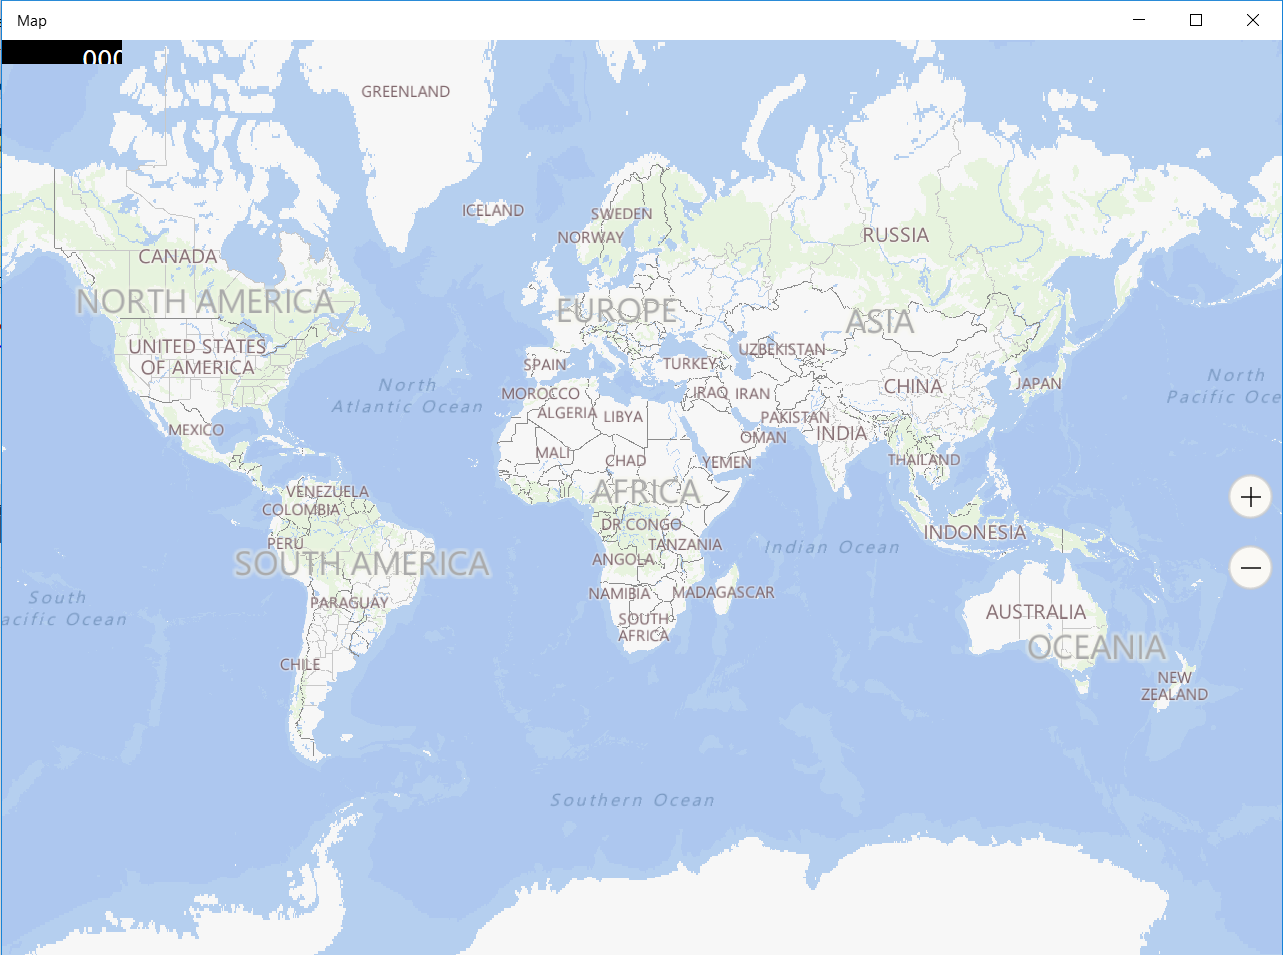 Map
000
GREENLAND
ICELAND
SWEDEN
NORWAY
RUSSIA
CANADA
NORTH AMERICA
EUROPE
ASIA
UNITED STATES
OF AMERICA
UZBEKISTAN
SPAIN
TURKEY
North
Atlantic Ocean
CHINA
JAPAN
North
Pacific Oce
MOROCCO
IRAQ
IRAN
ALGERIA
LIBYA
PAKISTAN
MEXICO
OMAN
INDIA
MALI
CHAD
YEMEN
THAILAND
VENEZUELA
AFRICA
COLOMBIA
DR CONGO
INDONESIA
PERU
TANZANIA
Indian Ocean
SOUTH AMERICA
ANGOLA
South
acific Ocean
NAMIBIA
MADAGASCAR
PARAGUAY
AUSTRALIA
SOUTH
AFRICA
OCEANIA
CHILE
NEW
ZEALAND
Southern Ocean